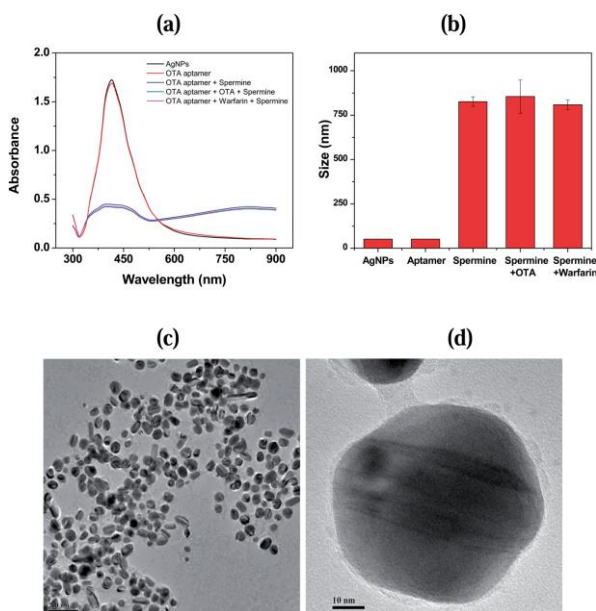 (a)
2.0
1.5
1.0
0.5
0.0
Absorbance
AgNPs
OTA aptamer
OTA aptamer + Spermine
OTA aptamer + OTA + Spermine
OTA aptamer + Warfarin + Spermine
300 450 600 750 900
Wavelength (nm)
(b)
1000
750
500
250
0
Size (nm)
AgNPs Aptamer Spermine Spermine Spermine
+OTA +Warfarin
(c)
(d)
10 nm